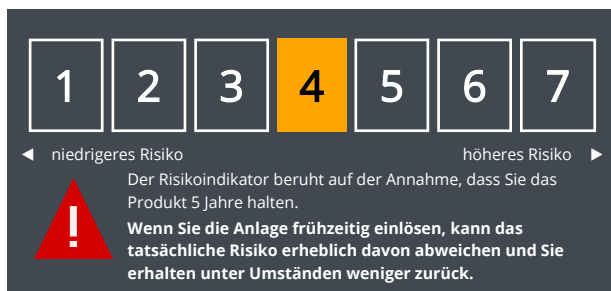 1 2 3 4 5 6 7
◄ niedrigeres Risiko höheres Risiko ►
Der Risikoindikator beruht auf der Annahme, dass Sie das
Produkt 5 Jahre halten.
Wenn Sie die Anlage frühzeitig einlösen, kann das
tatsächliche Risiko erheblich davon abweichen und Sie
erhalten unter Umständen weniger zurück.
!